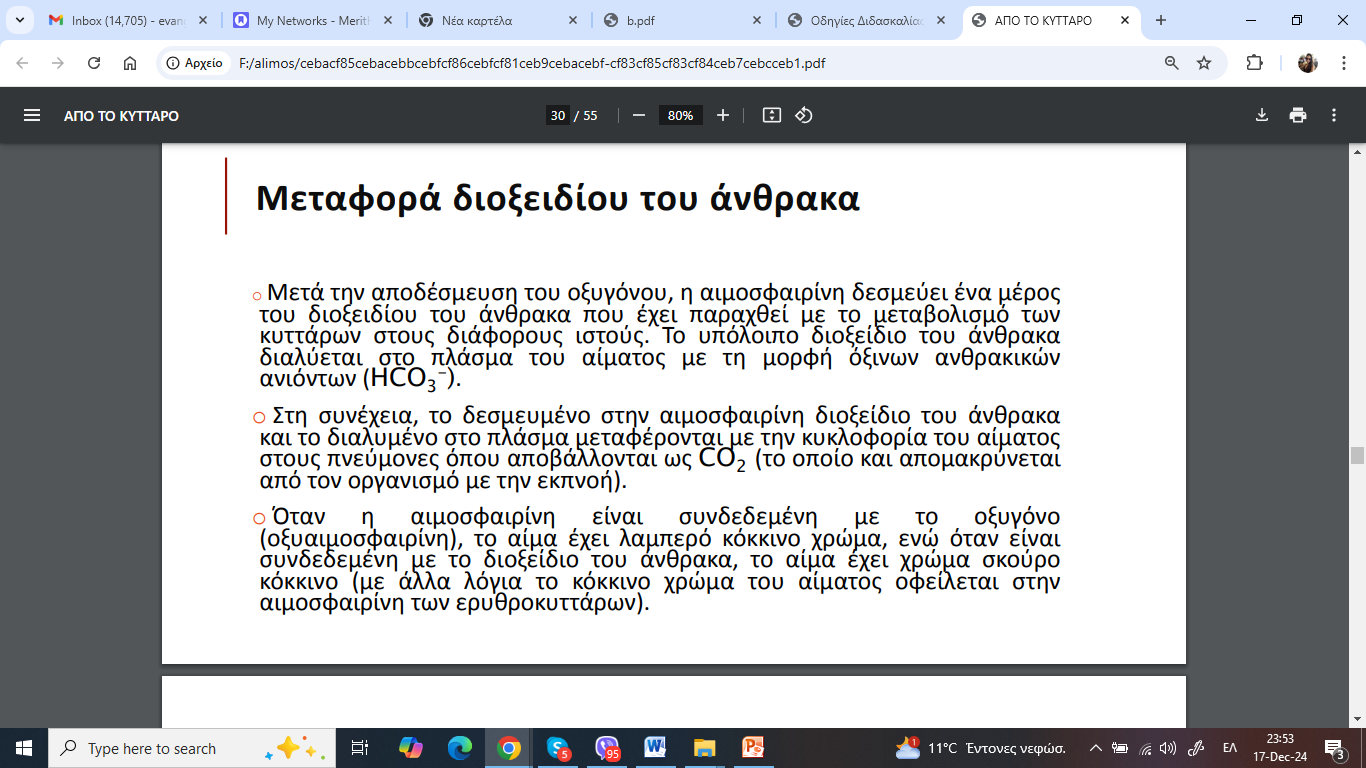 Inbox (14,705) - evan
My Networks - Merith
Νέα καρτέλα
b.pdf
Οδηγίες Διδασκαλίας
ΑΠΟ ΤΟ ΚΥΤΤΑΡΟ
Αρχείο
F:/alimos/cebacf85cebacebbcebfcf86cebfcf81ceb9cebacebf-cf83cf85cf83cf84ceb7cebcceb1.pdf
ΑΠΟ ΤΟ ΚΥΤΤΑΡΟ
30 / 55
80%
Μεταφορά διοξειδίου του άνθρακα
Μετά την αποδέσμευση του οξυγόνου, η αιμοσφαιρίνη δεσμεύει ένα μέρος
του διοξειδίου του άνθρακα που έχει παραχθεί με το μεταβολισμό των
κυττάρων στους διάφορους ιστούς. Το υπόλοιπο διοξείδιο του άνθρακα
διαλύεται στο πλάσμα του αίματος με τη μορφή όξινων ανθρακικών
ανιόντων (HCO₃⁻).
Στη συνέχεια, το δεσμευμένο στην αιμοσφαιρίνη διοξείδιο του άνθρακα
και το διαλυμένο στο πλάσμα μεταφέρονται με την κυκλοφορία του αίματος
στους πνεύμονες όπου αποβάλλονται ως CO₂ (το οποίο και απομακρύνεται
από τον οργανισμό με την εκπνοή).
Όταν η αιμοσφαιρίνη είναι συνδεδεμένη με το οξυγόνο
(οξυαιμοσφαιρίνη), το αίμα έχει λαμπερό κόκκινο χρώμα, ενώ όταν είναι
συνδεδεμένη με το διοξείδιο του άνθρακα, το αίμα έχει χρώμα σκούρο
κόκκινο (με άλλα λόγια το κόκκινο χρώμα του αίματος οφείλεται στην
αιμοσφαιρίνη των ερυθροκυττάρων).
Type here to search
5
95
1
11°C Έντονες νεφώσ.
ΕΛ
23:53
17-Dec-24
3